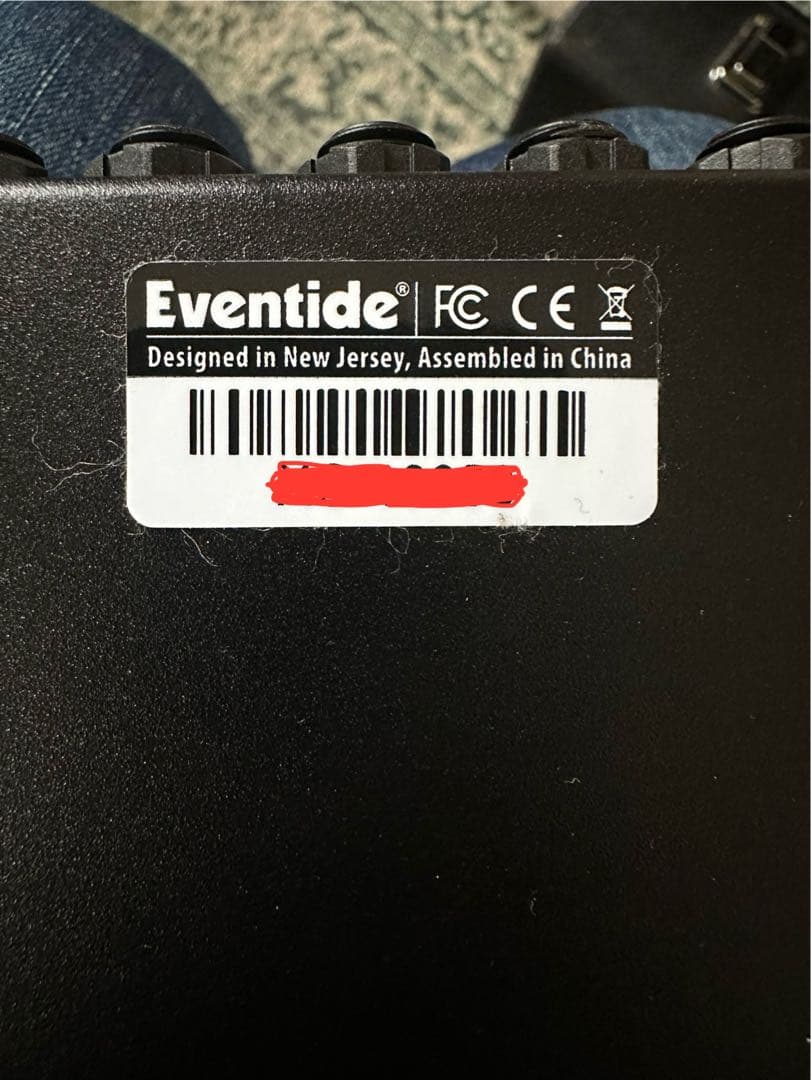 Eventide® FC CE
Designed in New Jersey, Assembled in China